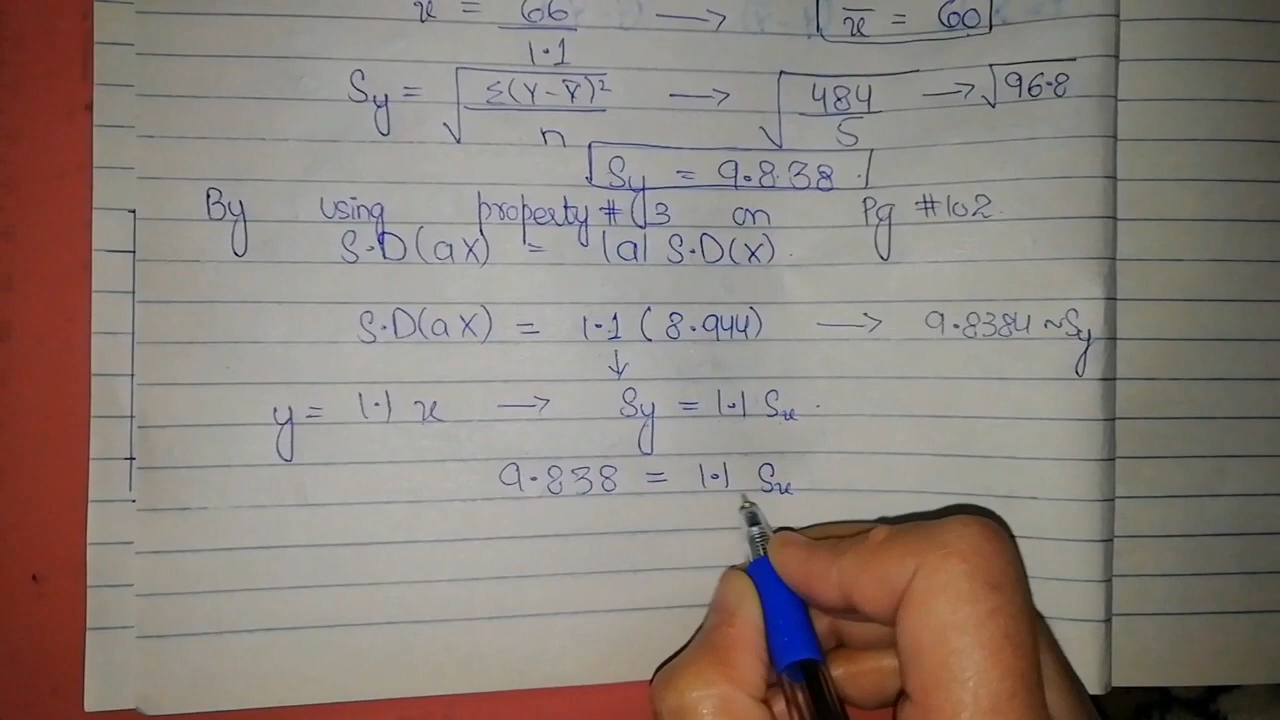 x = 66/1.1 → x̄ = 60
Sy = √Σ(Y-Ȳ)²/n → √484/5 → √96.8
Sy = 9.838.
By using property #3 on Pg #102.
S.D(aX) = |a| S.D(X).
S.D(aX) = 1.1 (8.944) → 9.8384 ~ Sy
↓
y = 1.1 x → Sy = 1.1 Sx.
9.838 = 1.1 Sx